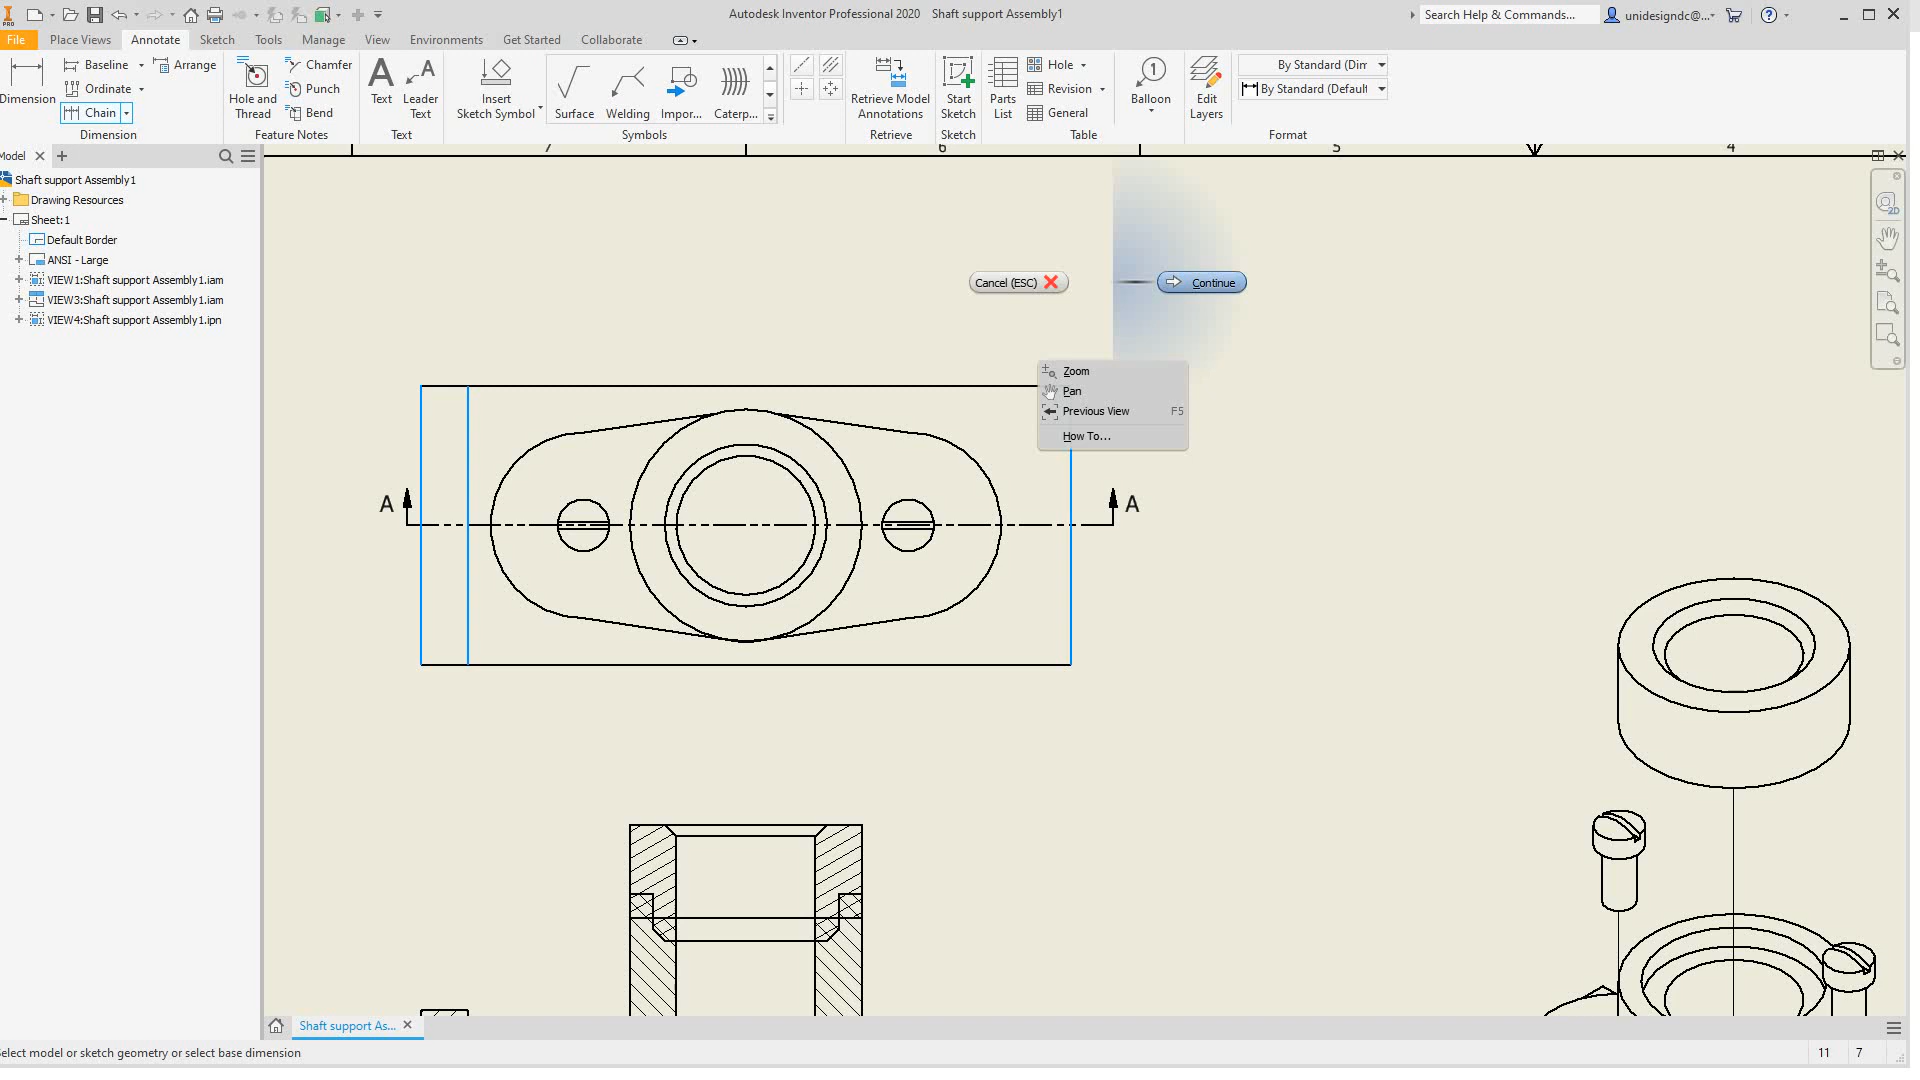 PRO
Autodesk Inventor Professional 2020 Shaft support Assembly1
Search Help & Commands...
unidesigndc@...
File Place Views Annotate Sketch Tools Manage View Environments Get Started Collaborate
Dimension
Baseline
Ordinate
Chain
Arrange
Dimension
Hole and
Thread
Chamfer
Punch
Bend
Feature Notes
Text
Leader
Text
Text
Insert
Sketch Symbol
Surface
Welding
Impor...
Caterp...
Symbols
Retrieve Model
Annotations
Retrieve
Start
Sketch
Sketch
Parts
List
Hole
Revision
General
Table
1
Balloon
Edit
Layers
By Standard (Dir
By Standard (Default
Format
Model
Shaft support Assembly1
Drawing Resources
Sheet:1
Default Border
ANSI - Large
VIEW1:Shaft support Assembly1.iam
VIEW3:Shaft support Assembly1.iam
VIEW4:Shaft support Assembly1.ipn
7 6 5 4
2D
Cancel (ESC)
Continue
Zoom
Pan
Previous View F5
How To...
A A
Shaft support As...
Select model or sketch geometry or select base dimension
11 7